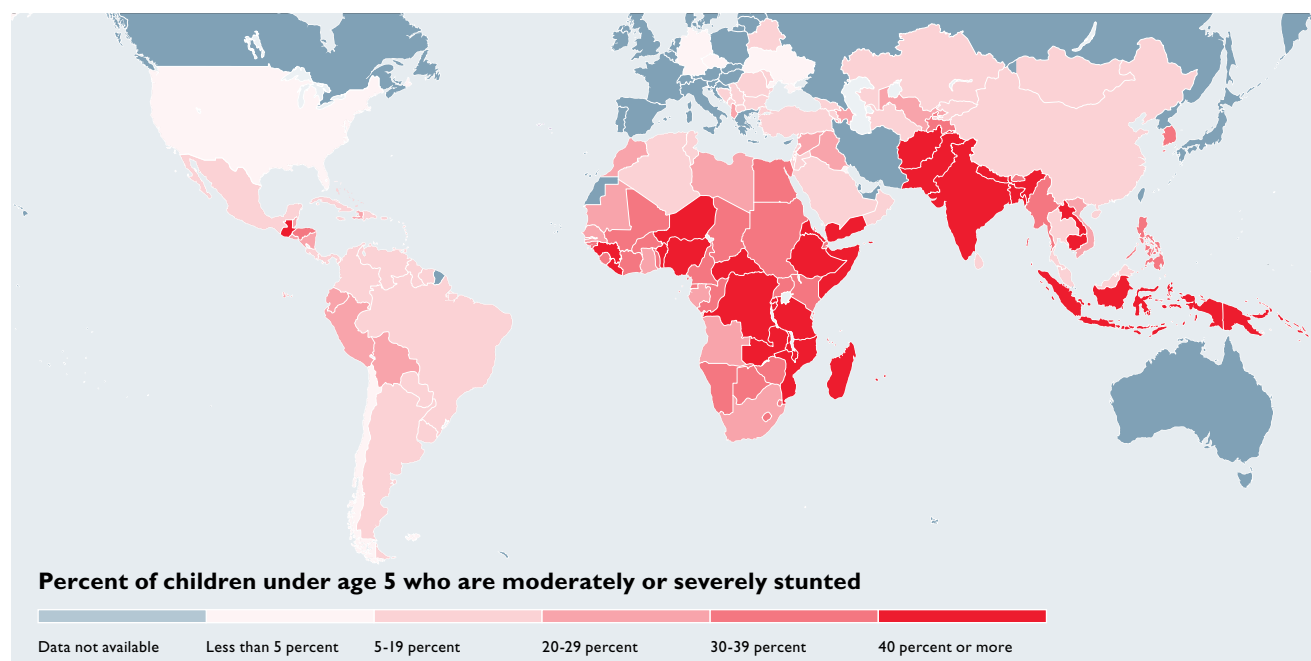 Percent of children under age 5 who are moderately or severely stunted
Data not available
Less than 5 percent
5-19 percent
20-29 percent
30-39 percent
40 percent or more